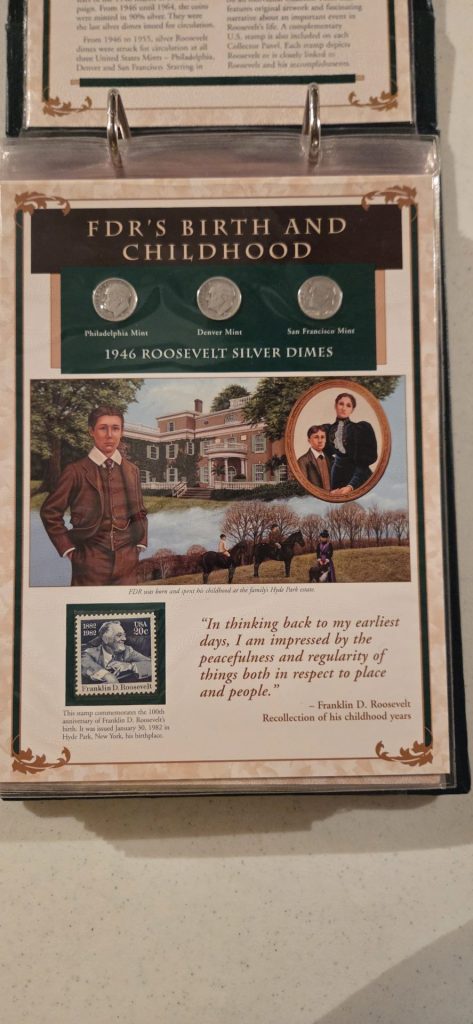 paign. From 1946 until 1964, the coins
were minted in 90% silver. They were
the last silver dimes issued for circulation.
From 1946 to 1955, silver Roosevelt
dimes were struck for circulation at all
three United States Mints – Philadelphia,
Denver and San Francisco. Starting in
features original artwork and fascinating
narrative about an important event in
Roosevelt's life. A complementary
U.S. stamp is also included on each
Collector Panel. Each stamp depicts
Roosevelt or is closely linked to
Roosevelt and his accomplishments.
FDR'S BIRTH AND
CHILDHOOD
Philadelphia Mint
Denver Mint
San Francisco Mint
1946 ROOSEVELT SILVER DIMES
FDR was born and spent his childhood at the family's Hyde Park estate.
1882
1982
USA
20c
Franklin D. Roosevelt
This stamp commemorates the 100th
anniversary of Franklin D. Roosevelt's
birth. It was issued January 30, 1982 in
Hyde Park, New York, his birthplace.
"In thinking back to my earliest
days, I am impressed by the
peacefulness and regularity of
things both in respect to place
and people."
– Franklin D. Roosevelt
Recollection of his childhood years